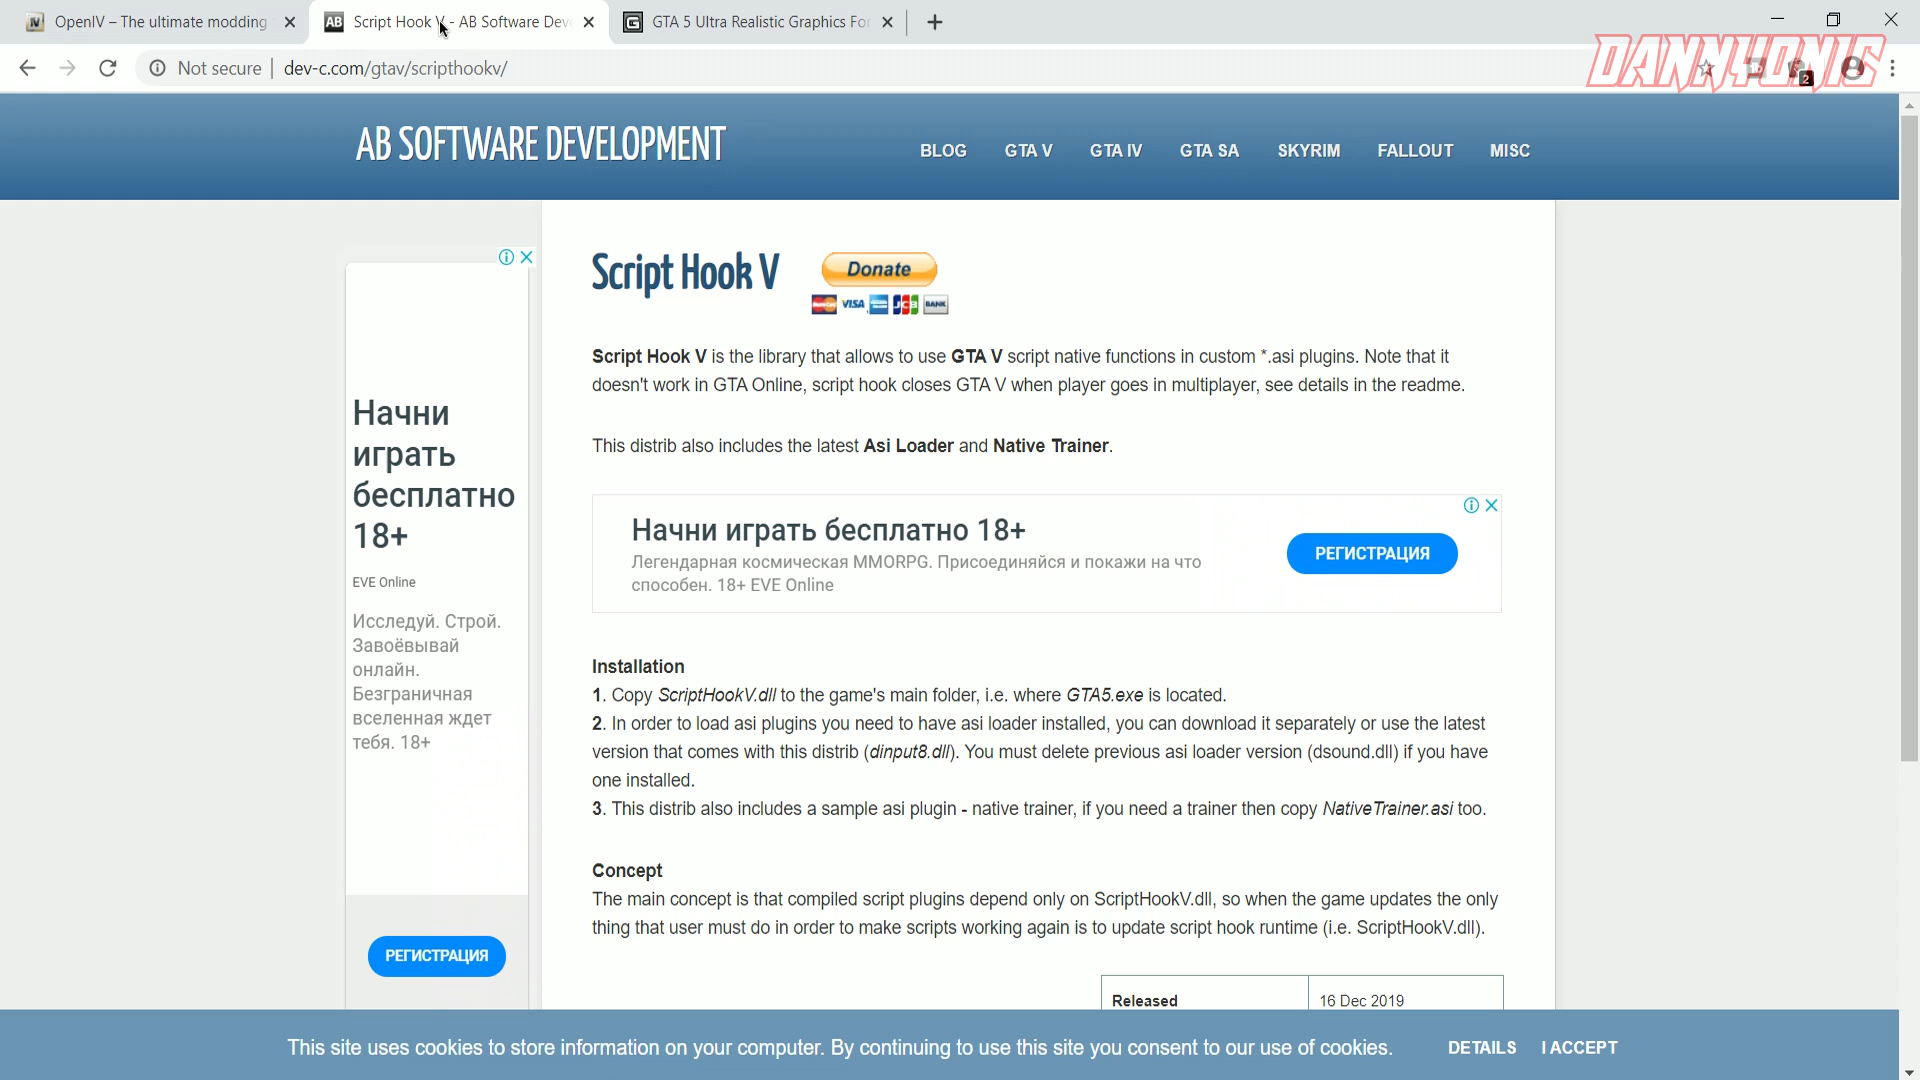 OpenIV – The ultimate modding
Script Hook V - AB Software Dev
GTA 5 Ultra Realistic Graphics For
Not secure | dev-c.com/gtav/scripthookv/
DANN4ONIC
2
AB SOFTWARE DEVELOPMENT
BLOG GTA V GTA IV GTA SA SKYRIM FALLOUT MISC
Script Hook V
Donate
MasterCard VISA JCB BANK
Script Hook V is the library that allows to use GTA V script native functions in custom *.asi plugins. Note that it
doesn't work in GTA Online, script hook closes GTA V when player goes in multiplayer, see details in the readme.
This distrib also includes the latest Asi Loader and Native Trainer.
Начни играть бесплатно 18+
Легендарная космическая MMORPG. Присоединяйся и покажи на что
способен. 18+ EVE Online
РЕГИСТРАЦИЯ
Начни
играть
бесплатно
18+
EVE Online
Исследуй. Строй.
Завоёвывай
онлайн.
Безграничная
вселенная ждет
тебя. 18+
РЕГИСТРАЦИЯ
Installation
1. Copy ScriptHookV.dll to the game's main folder, i.e. where GTA5.exe is located.
2. In order to load asi plugins you need to have asi loader installed, you can download it separately or use the latest
version that comes with this distrib (dinput8.dll). You must delete previous asi loader version (dsound.dll) if you have
one installed.
3. This distrib also includes a sample asi plugin - native trainer, if you need a trainer then copy NativeTrainer.asi too.
Concept
The main concept is that compiled script plugins depend only on ScriptHookV.dll, so when the game updates the only
thing that user must do in order to make scripts working again is to update script hook runtime (i.e. ScriptHookV.dll).
Released 16 Dec 2019
This site uses cookies to store information on your computer. By continuing to use this site you consent to our use of cookies. DETAILS I ACCEPT